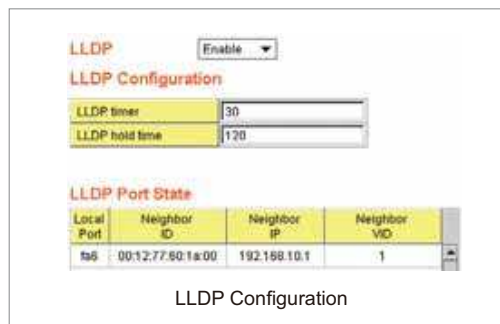 LLDP Enable
LLDP Configuration
LLDP timer 30
LLDP hold time 120
LLDP Port State
Local Port Neighbor ID Neighbor IP Neighbor VID
fa6 00:12:77:60:1a:00 192.168.10.1 1
LLDP Configuration